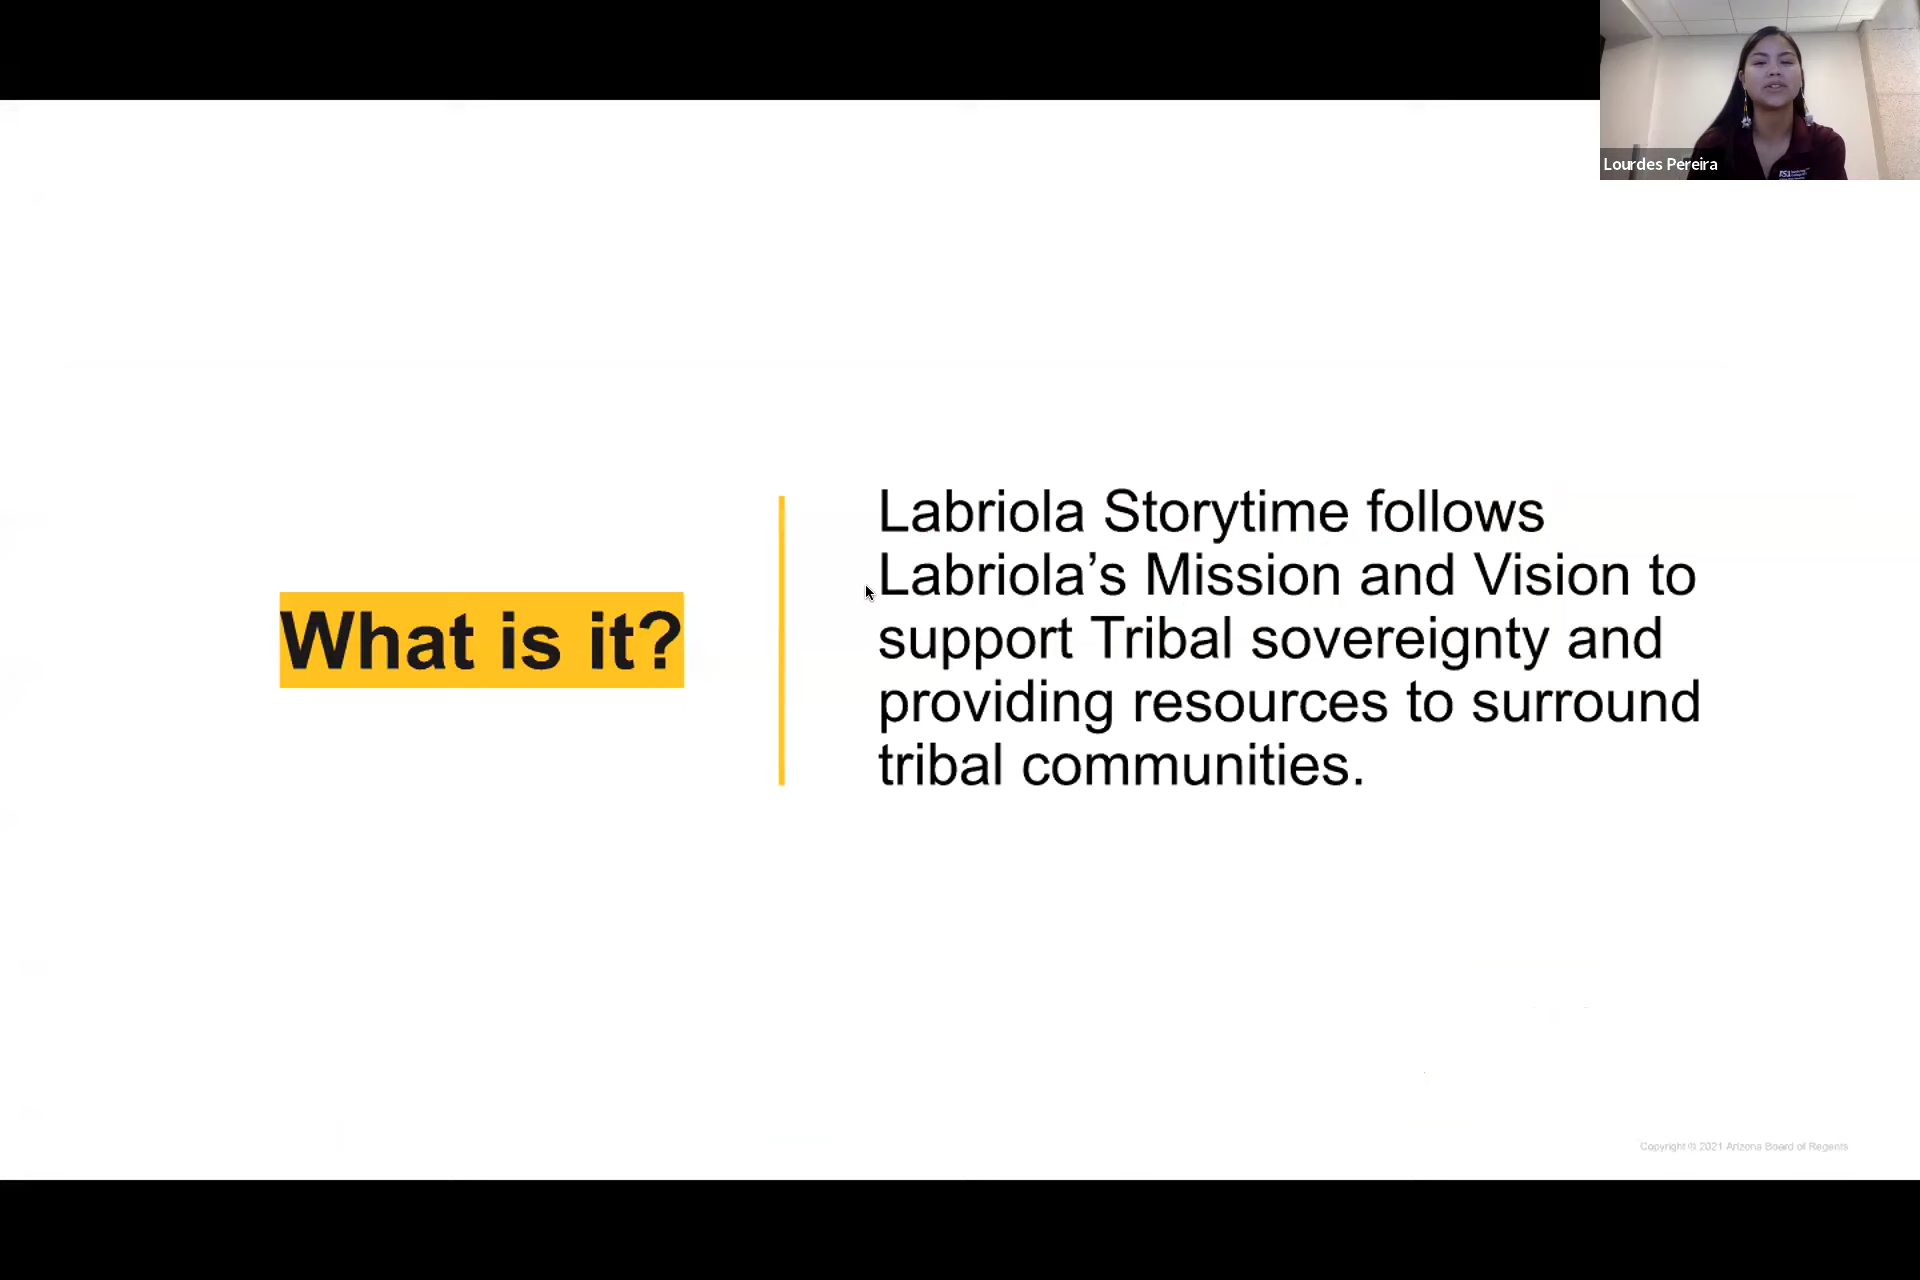 Lourdes Pereira
What is it?
Labriola Storytime follows
Labriola’s Mission and Vision to
support Tribal sovereignty and
providing resources to surround
tribal communities.
Copyright © 2021 Arizona Board of Regents